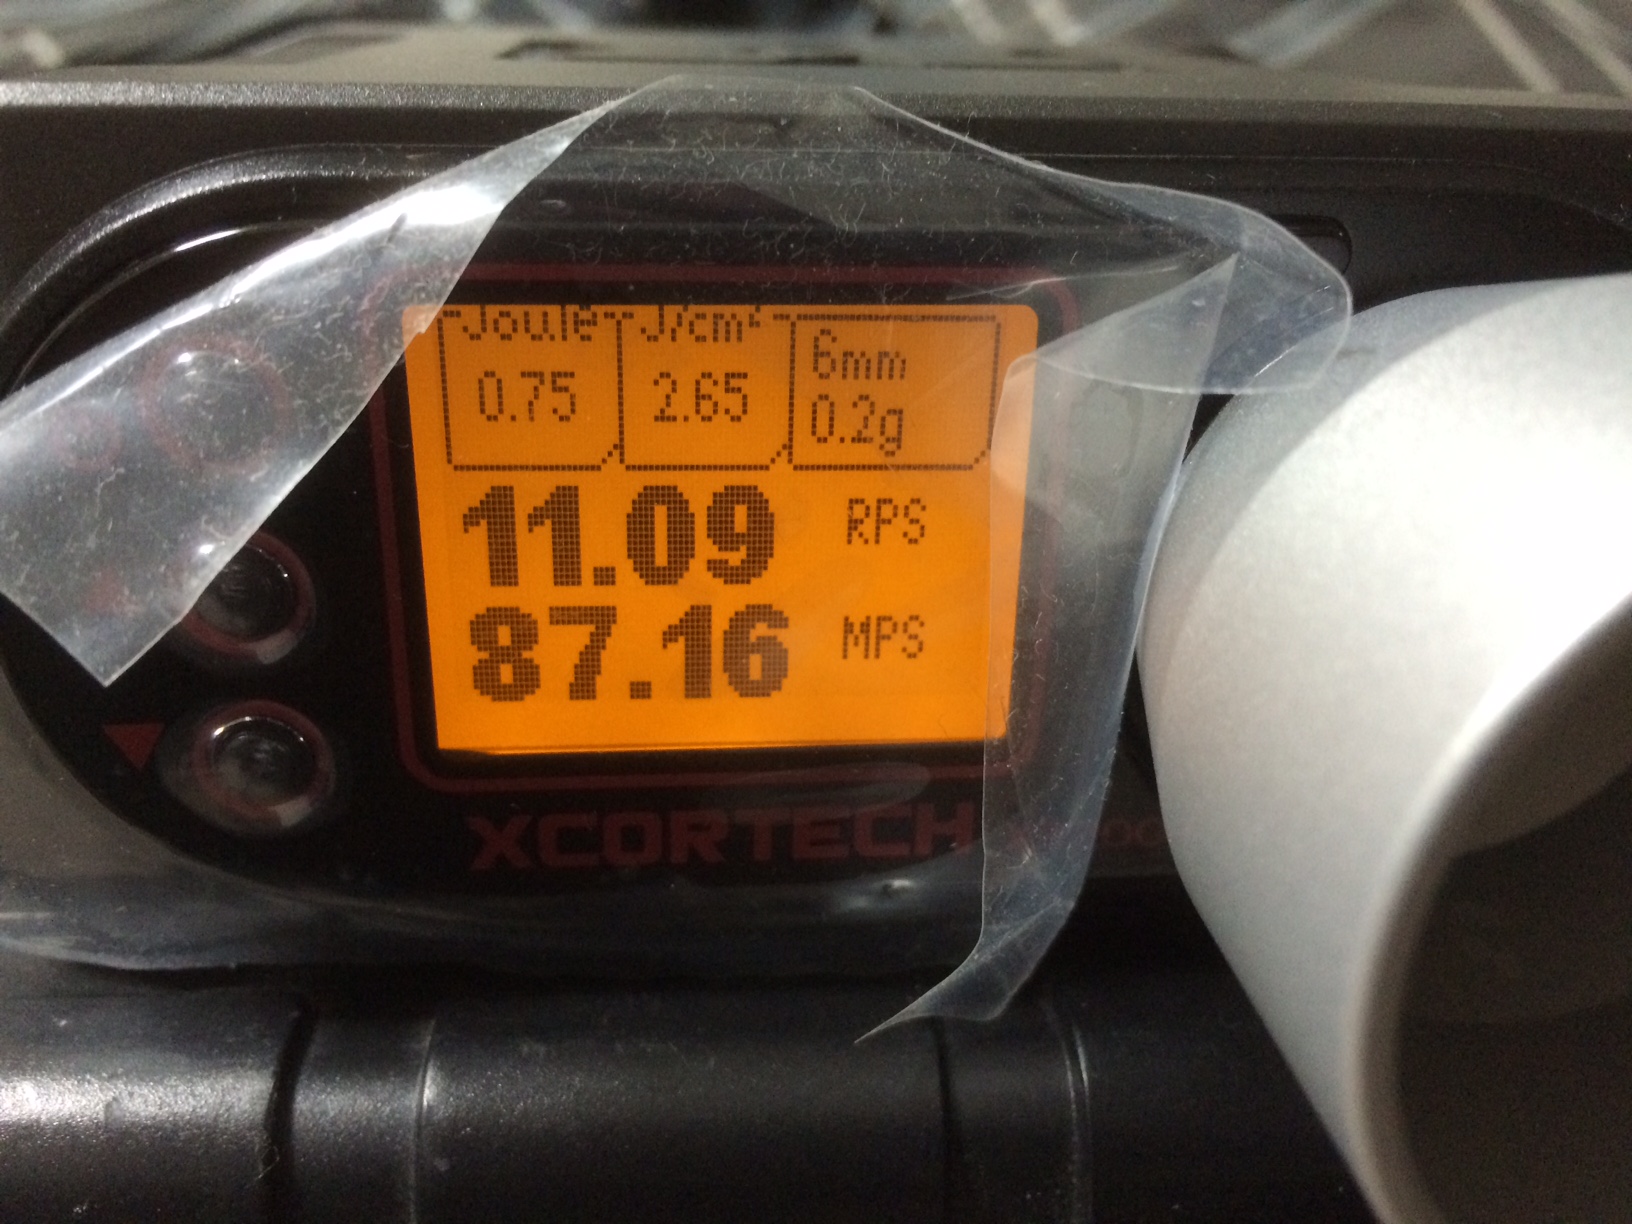 Joule J/cm² 6mm
0.75 2.65 0.2g
11.09 RPS
87.16 MPS
XCORTECH